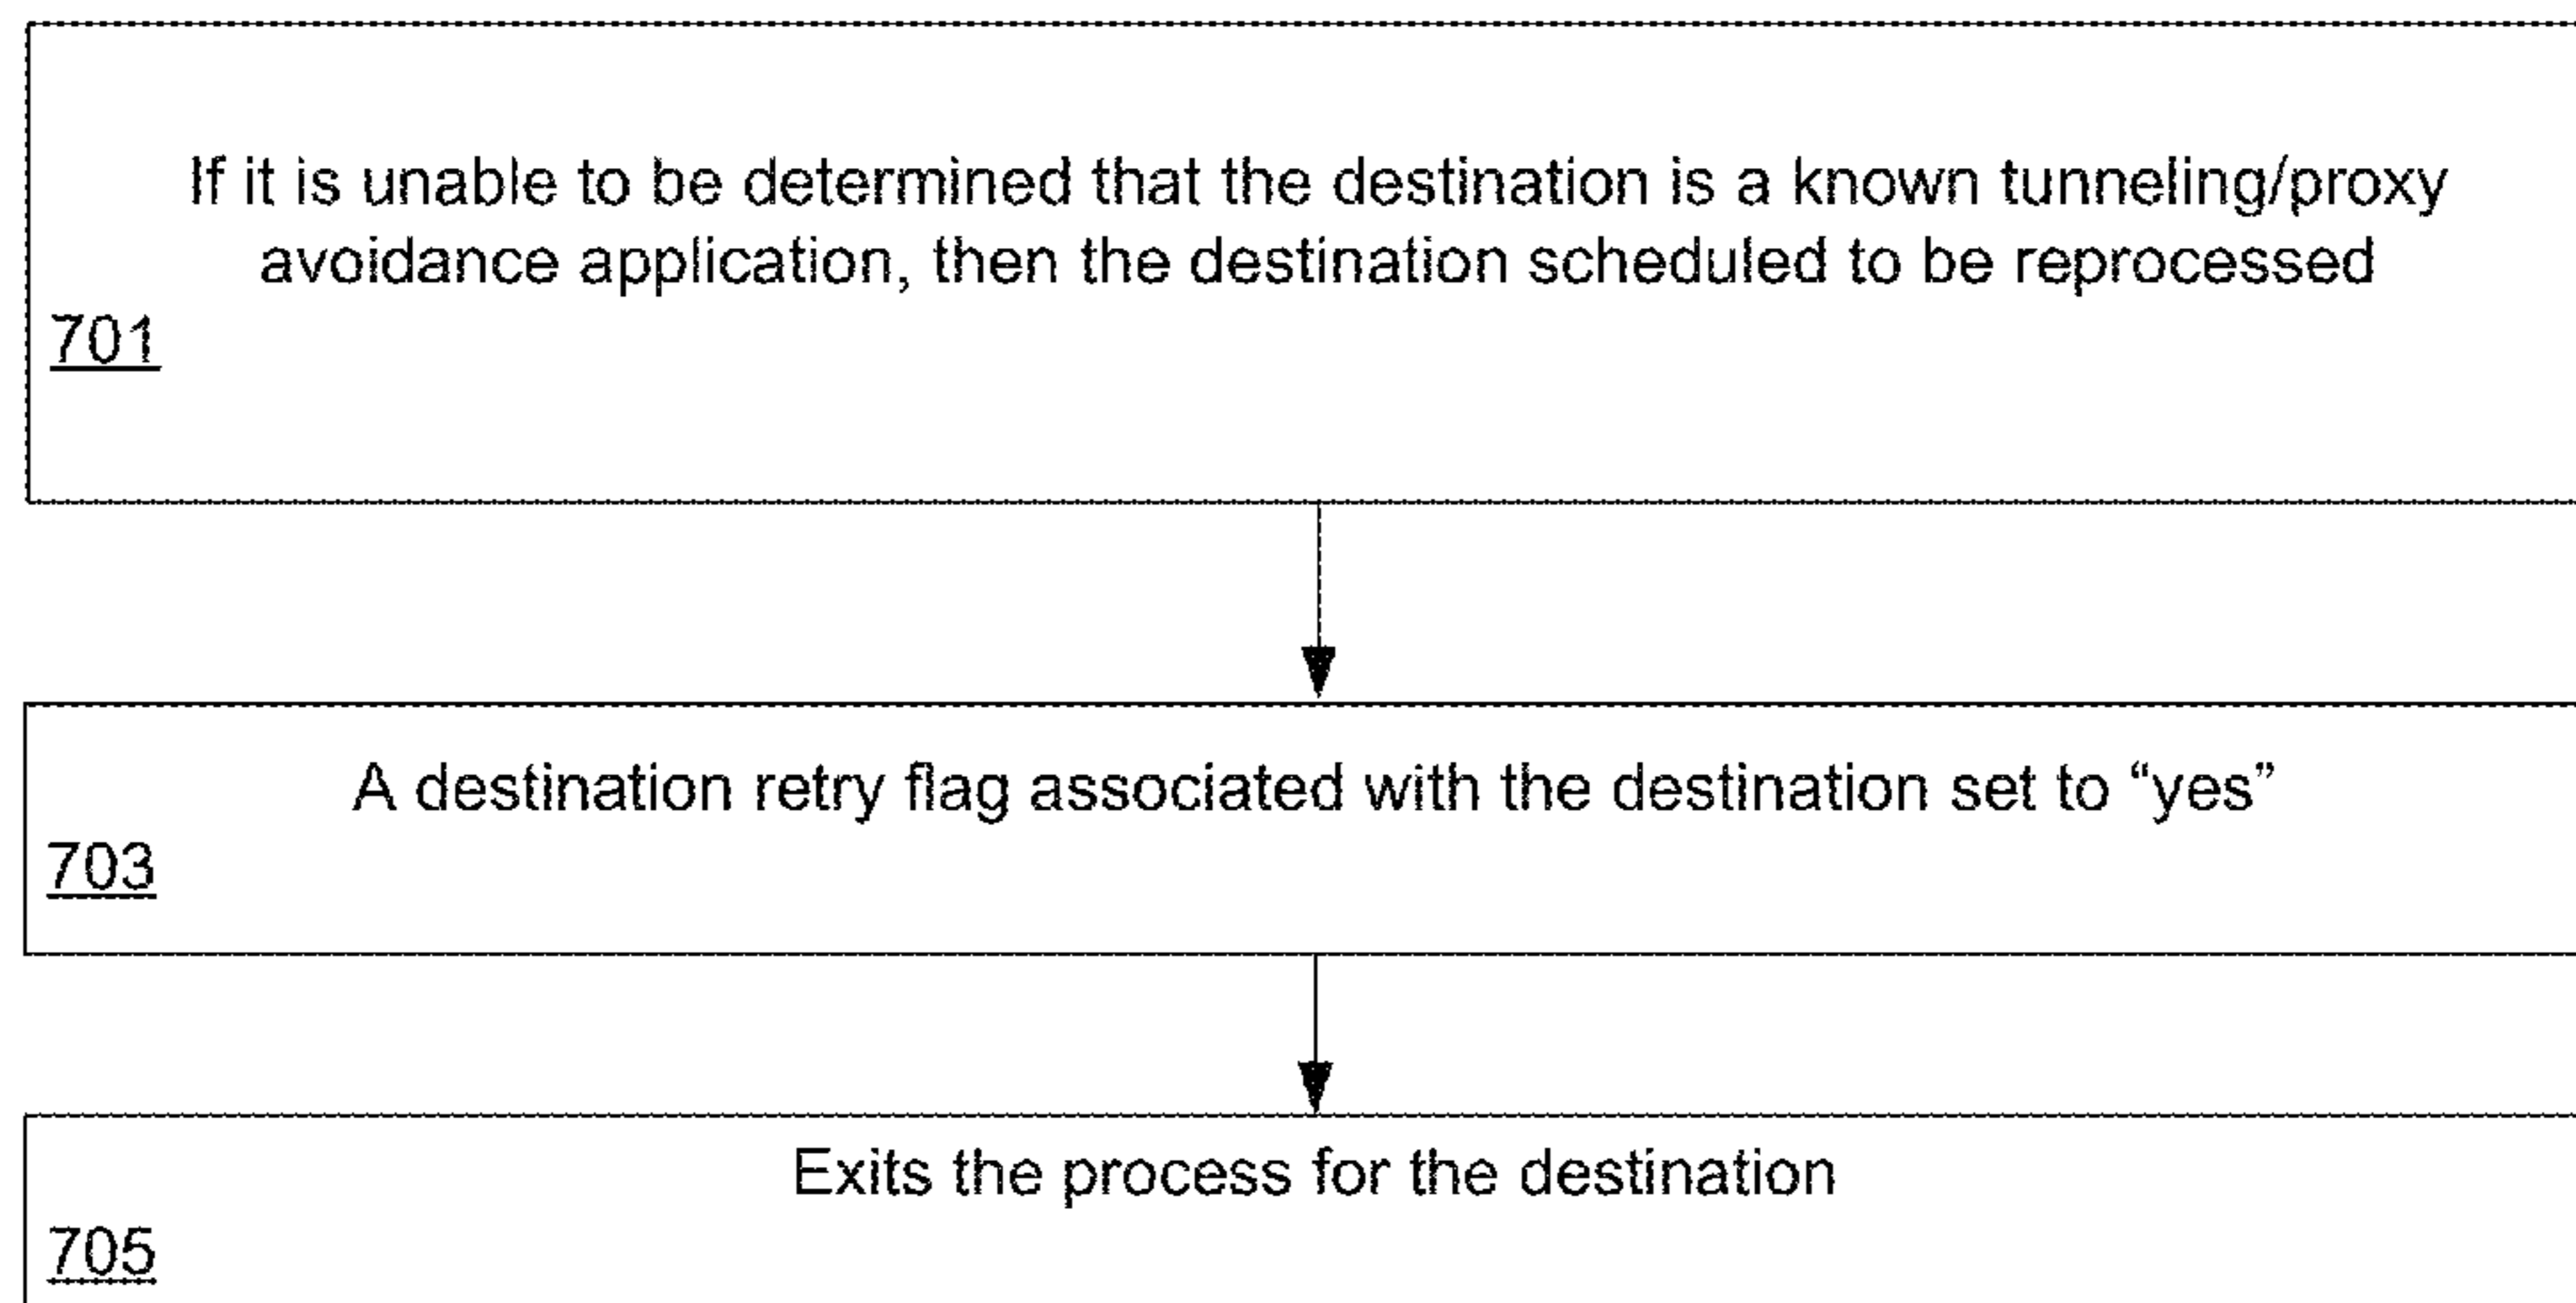 If it is unable to be determined that the destination is a known tunneling/proxy
avoidance application, then the destination scheduled to be reprocessed
701
A destination retry flag associated with the destination set to “yes”
703
Exits the process for the destination
705